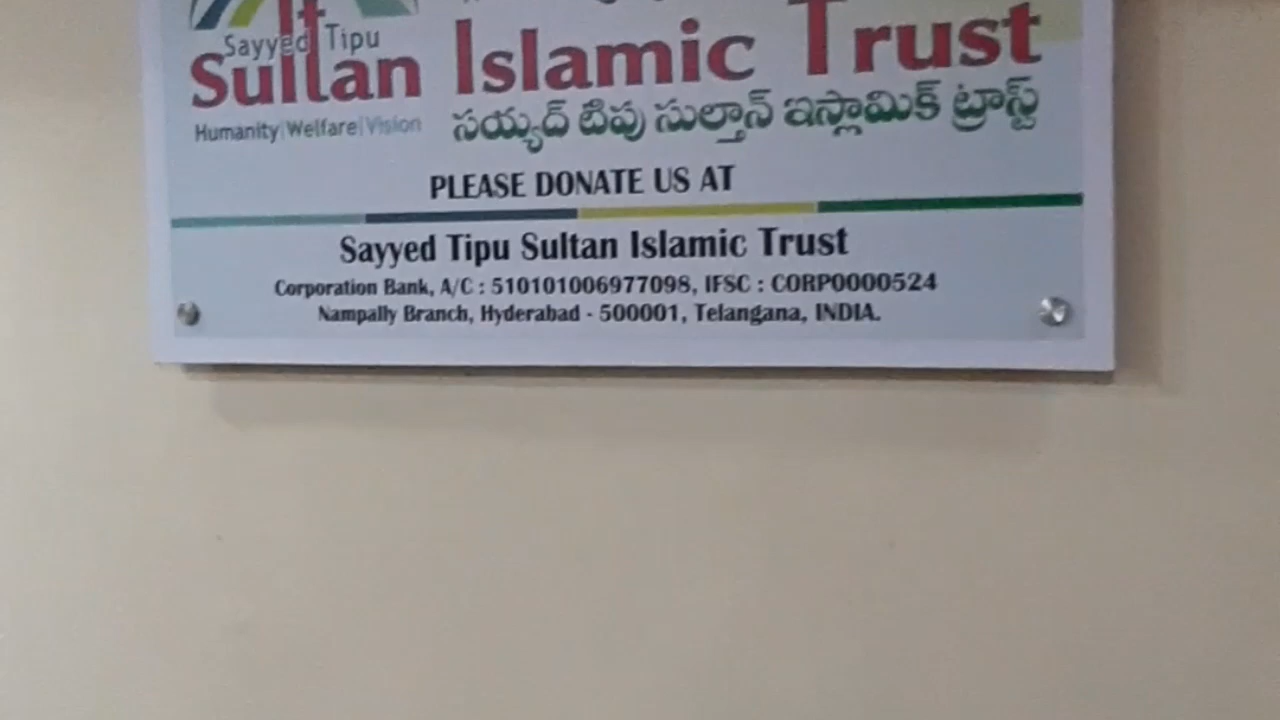 Sayyed Tipu
Sultan Islamic Trust
Humanity|Welfare|Vision
సయ్యద్ టిపు సుల్తాన్ ఇస్లామిక్ ట్రాస్ట్
PLEASE DONATE US AT
Sayyed Tipu Sultan Islamic Trust
Corporation Bank, A/C : 510101006977098, IFSC : CORP0000524
Nampally Branch, Hyderabad - 500001, Telangana, INDIA.